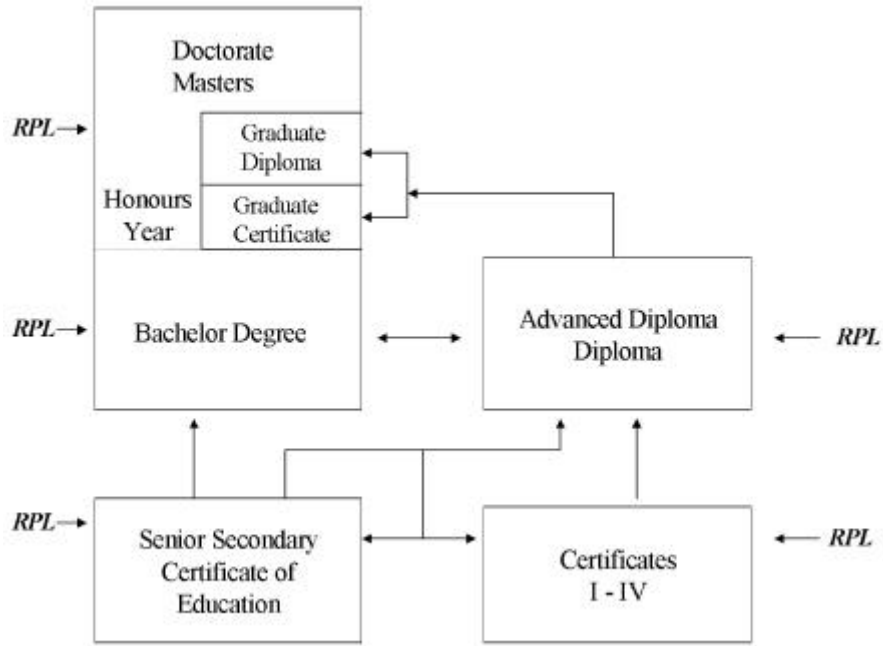 Doctorate
Masters
RPL
Graduate
Diploma
Honours
Year
Graduate
Certificate
RPL
Bachelor Degree
Advanced Diploma
Diploma
RPL
RPL
Senior Secondary
Certificate of
Education
Certificates
I - IV
RPL